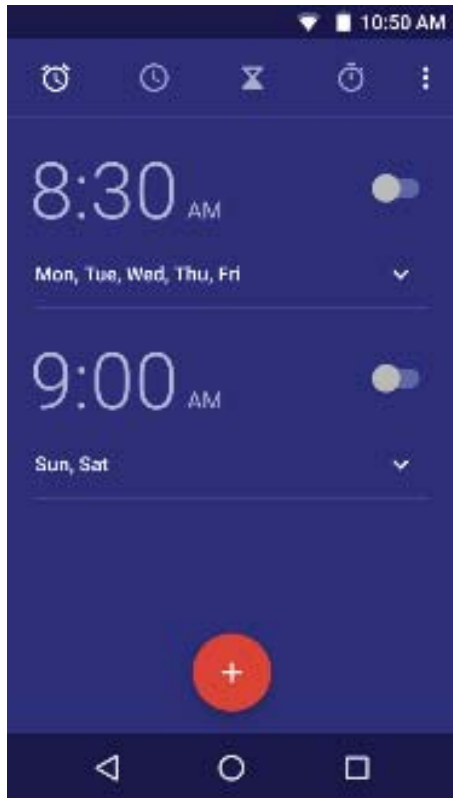 10:50 AM
8:30 AM
Mon, Tue, Wed, Thu, Fri
9:00 AM
Sun, Sat